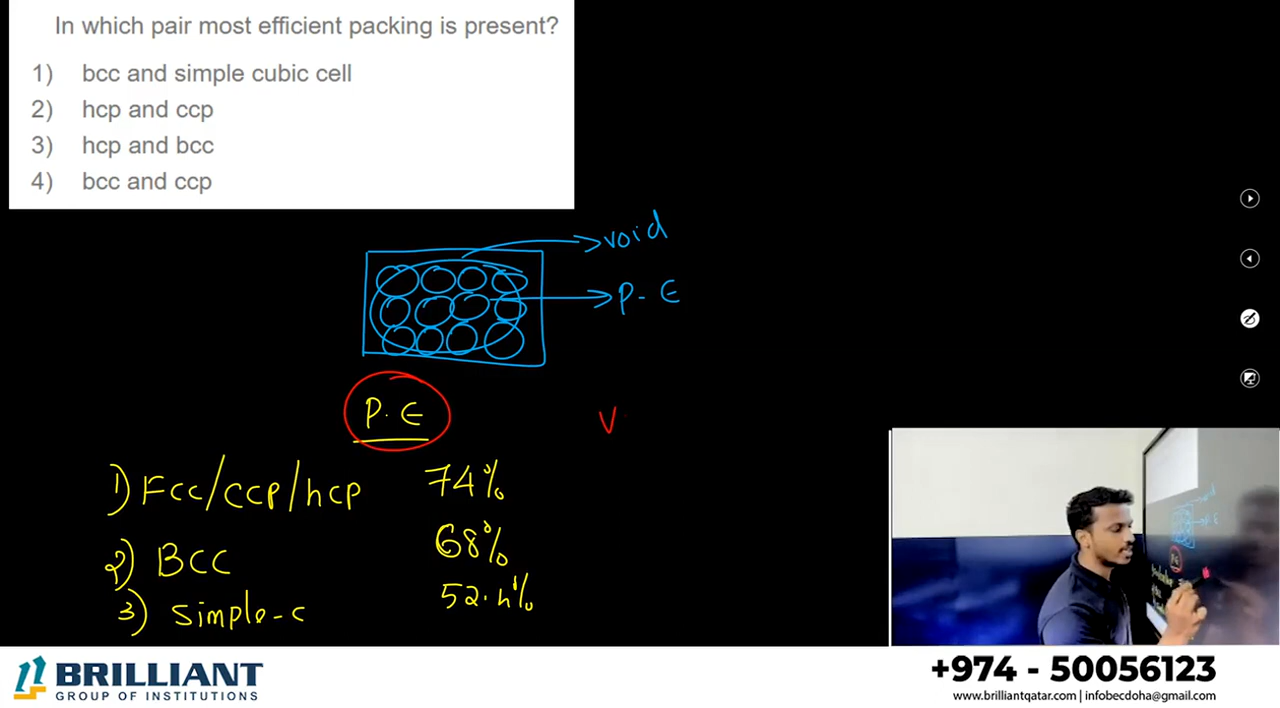 In which pair most efficient packing is present?
1) bcc and simple cubic cell
2) hcp and ccp
3) hcp and bcc
4) bcc and ccp
void
P. E
P. E
V
1) Fcc/ccp/hcp 74%
2) BCC 68%
3) Simple-c 52.4%
BRILLIANT
GROUP OF INSTITUTIONS
+974 - 50056123
www.brilliantqatar.com | infobecdoha@gmail.com